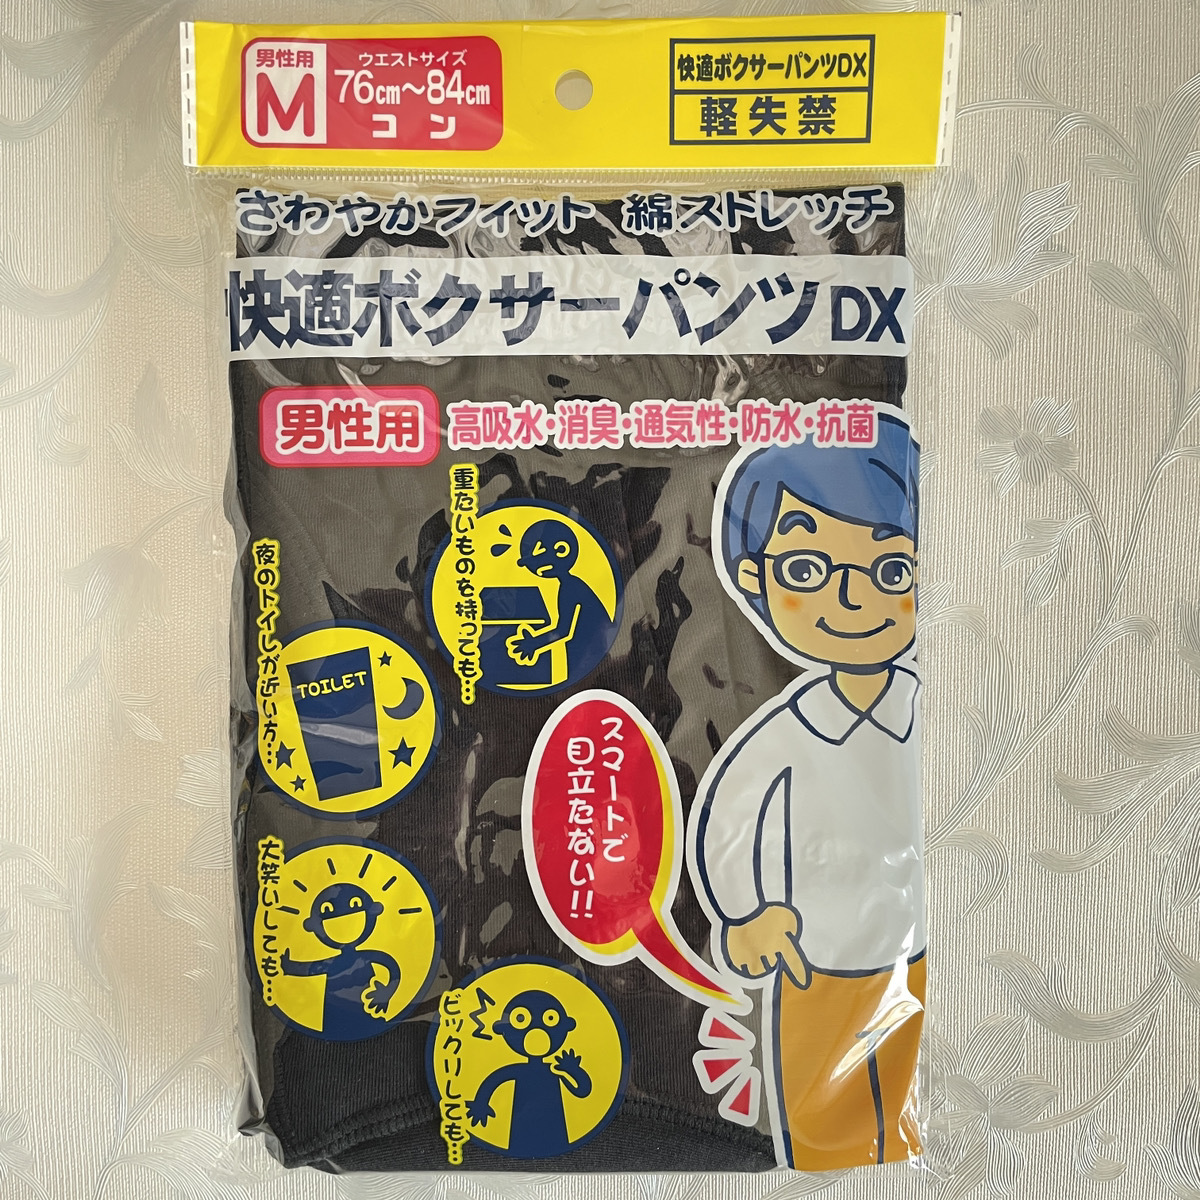 男性用
M
ウエストサイズ
76cm〜84cm
コン
快適ボクサーパンツDX
軽失禁
さわやかフィット 綿ストレッチ
快適ボクサーパンツDX
男性用
高吸水・消臭・通気性・防水・抗菌
重たいものを持っても…
夜のトイレが近い方…
TOILET
スマートで
目立たない!!
大笑いしても…
ビックリしても…